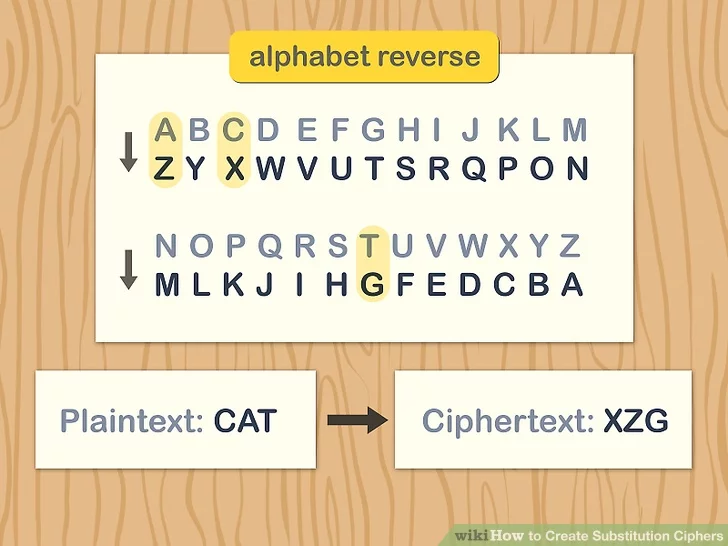 alphabet reverse
A B C D E F G H I J K L M
Z Y X W V U T S R Q P O N
N O P Q R S T U V W X Y Z
M L K J I H G F E D C B A
Plaintext: CAT
Ciphertext: XZG
wikiHow to Create Substitution Ciphers